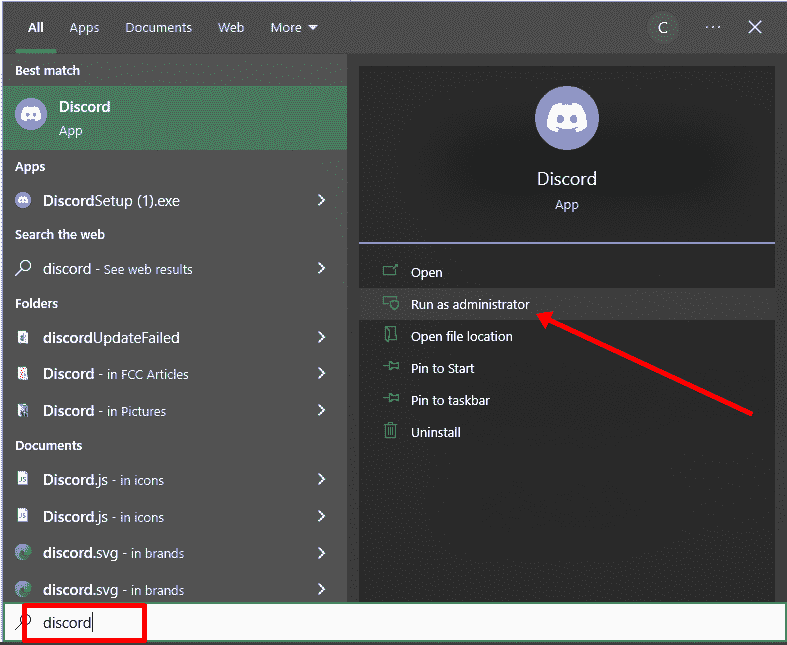 All Apps Documents Web More C ...
Best match
Discord
App
Apps
DiscordSetup (1).exe
Search the web
discord - See web results
Folders
discordUpdateFailed
Discord - in FCC Articles
Discord - in Pictures
Documents
Discord.js - in icons
Discord.js - in icons
discord.svg - in brands
discord.svg - in brands
discord
Discord
App
Open
Run as administrator
Open file location
Pin to Start
Pin to taskbar
Uninstall